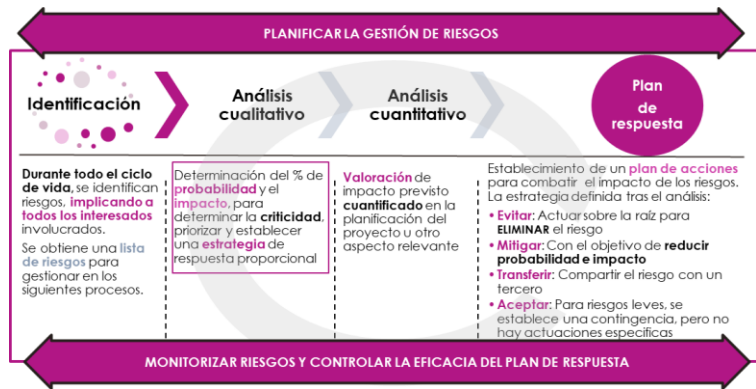 PLANIFICAR LA GESTIÓN DE RIESGOS
Identificación
Análisis
cualitativo
Análisis
cuantitativo
Plan
de
respuesta
Durante todo el ciclo
de vida, se identifican
riesgos, implicando a
todos los interesados
involucrados.
Se obtiene una lista
de riesgos para
gestionar en los
siguientes procesos.
Determinación del % de
probabilidad y el
impacto, para
determinar la criticidad,
priorizar y establecer
una estrategia de
respuesta proporcional
Valoración de
impacto previsto
cuantificado en la
planificación del
proyecto u otro
aspecto relevante
Establecimiento de un plan de acciones
para combatir el impacto de los riesgos.
La estrategia definida tras el análisis:
• Evitar: Actuar sobre la raíz para
ELIMINAR el riesgo
• Mitigar: Con el objetivo de reducir
probabilidad e impacto
• Transferir: Compartir el riesgo con un
tercero
• Aceptar: Para riesgos leves, se
establece una contingencia, pero no
hay actuaciones específicas
MONITORIZAR RIESGOS Y CONTROLAR LA EFICACIA DEL PLAN DE RESPUESTA